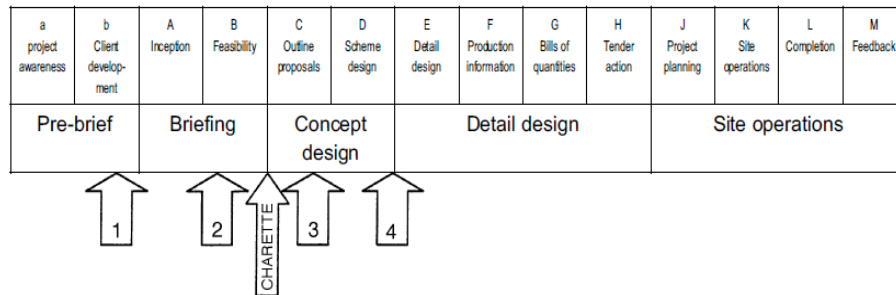 a b A B C D E F G H J K L M
project Client Inception Feasibility Outline Scheme Detail Production Bills of Tender Project Site Completion Feedback
awareness develop- proposals design design information quantities action planning operations
ment
Pre-brief Briefing Concept Detail design Site operations
design
1 2 3 4
CHARETTE